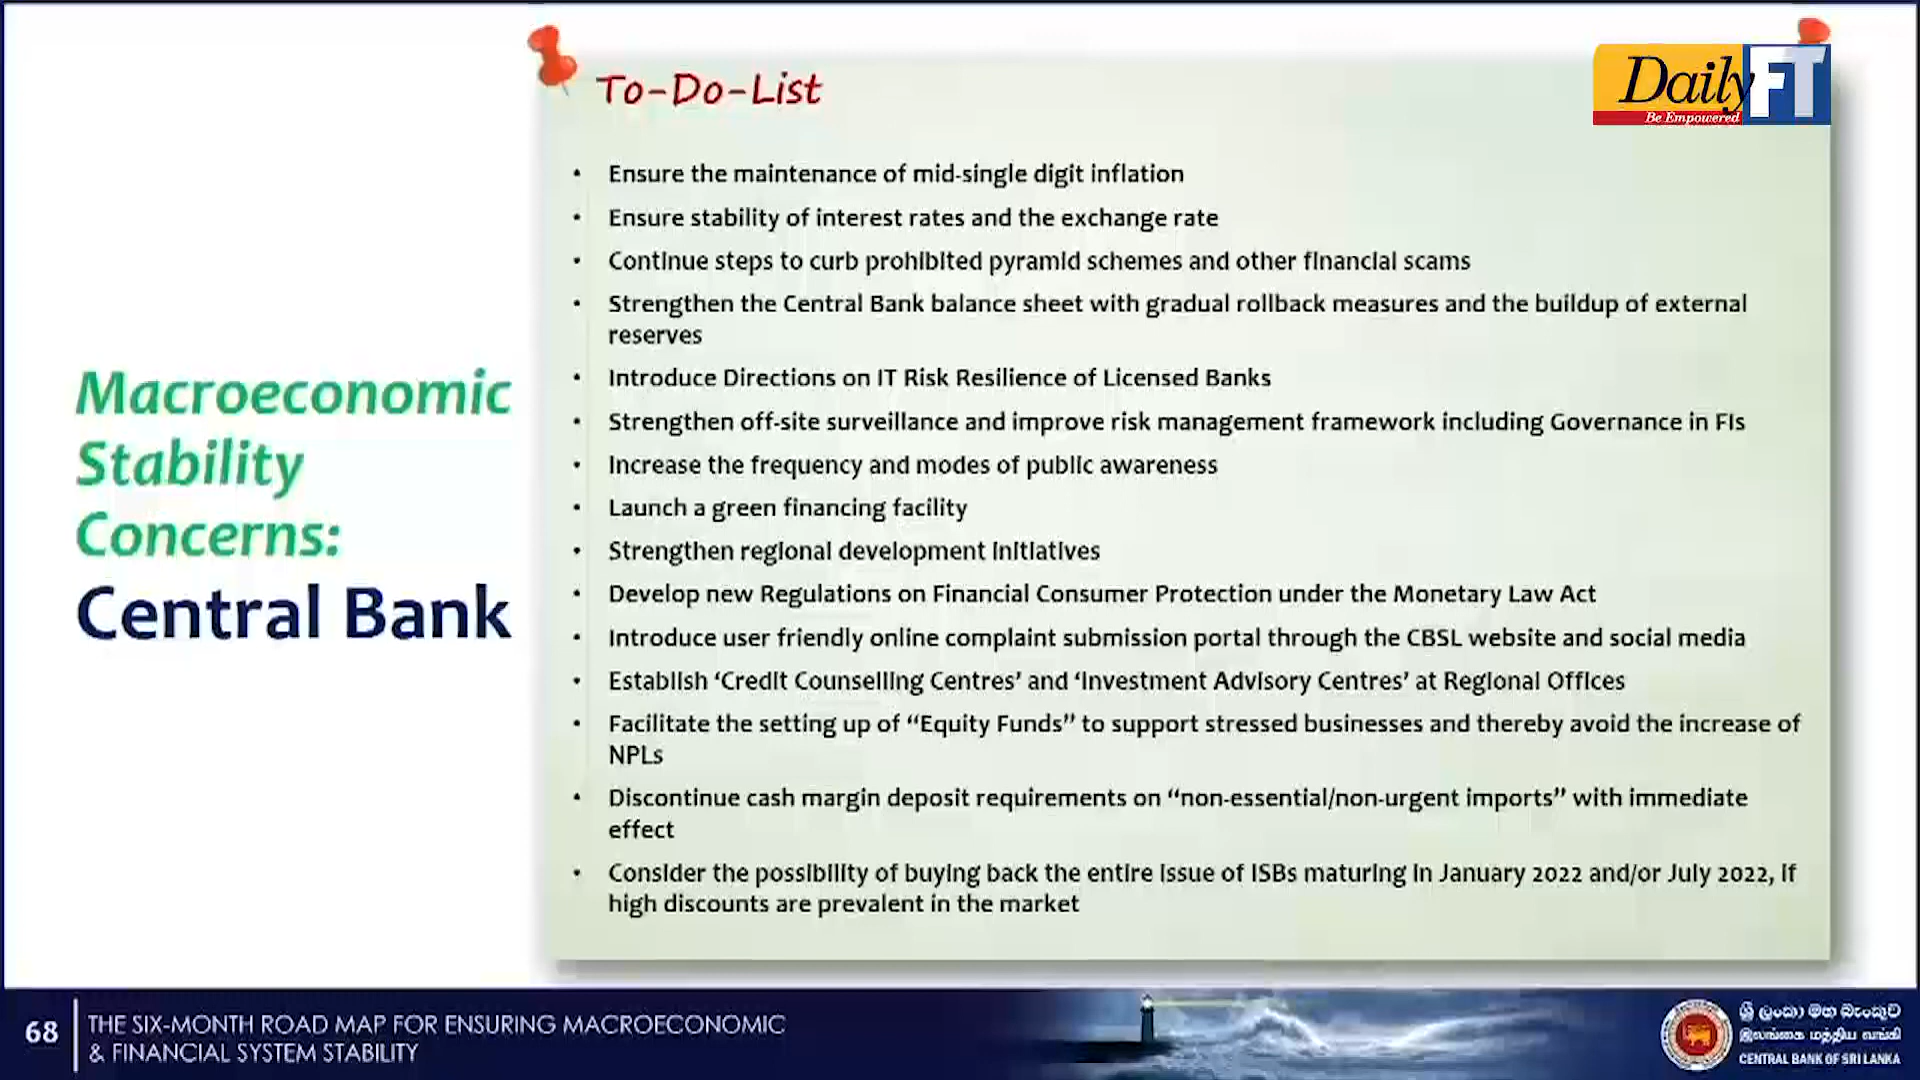 To-Do-List
Daily FT
Be Empowered
• Ensure the maintenance of mid-single digit inflation
• Ensure stability of interest rates and the exchange rate
• Continue steps to curb prohibited pyramid schemes and other financial scams
• Strengthen the Central Bank balance sheet with gradual rollback measures and the buildup of external
reserves
• Introduce Directions on IT Risk Resilience of Licensed Banks
• Strengthen off-site surveillance and improve risk management framework including Governance in FIs
• Increase the frequency and modes of public awareness
• Launch a green financing facility
• Strengthen regional development initiatives
• Develop new Regulations on Financial Consumer Protection under the Monetary Law Act
• Introduce user friendly online complaint submission portal through the CBSL website and social media
• Establish ‘Credit Counselling Centres’ and ‘Investment Advisory Centres’ at Regional Offices
• Facilitate the setting up of “Equity Funds” to support stressed businesses and thereby avoid the increase of
NPLs
• Discontinue cash margin deposit requirements on “non-essential/non-urgent imports” with immediate
effect
• Consider the possibility of buying back the entire issue of ISBs maturing in January 2022 and/or July 2022, if
high discounts are prevalent in the market
Macroeconomic
Stability
Concerns:
Central Bank
68
THE SIX-MONTH ROAD MAP FOR ENSURING MACROECONOMIC
& FINANCIAL SYSTEM STABILITY
ශ්‍රී ලංකා මහ බැංකුව
இலங்கை மத்திய வங்கி
CENTRAL BANK OF SRI LANKA